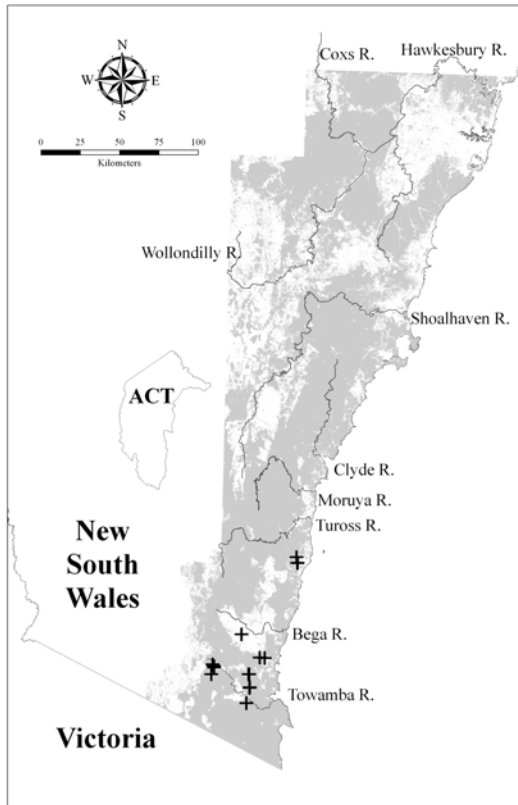 Coxs R.
Hawkesbury R.
N
W
E
S
0 25 50 75 100
Kilometers
Wollondilly R.
Shoalhaven R.
ACT
Clyde R.
Moruya R.
Tuross R.
New
South
Wales
Bega R.
Towamba R.
Victoria